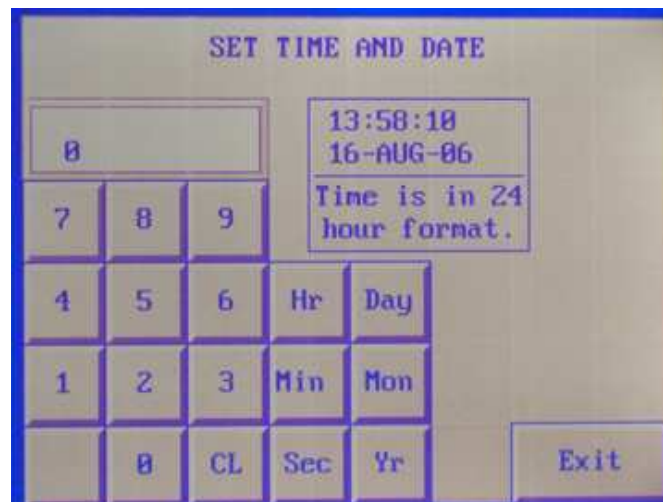 SET TIME AND DATE
0
13:58:10
16-AUG-06
Time is in 24
hour format.
7 8 9
4 5 6 Hr Day
1 2 3 Min Mon
0 CL Sec Yr Exit